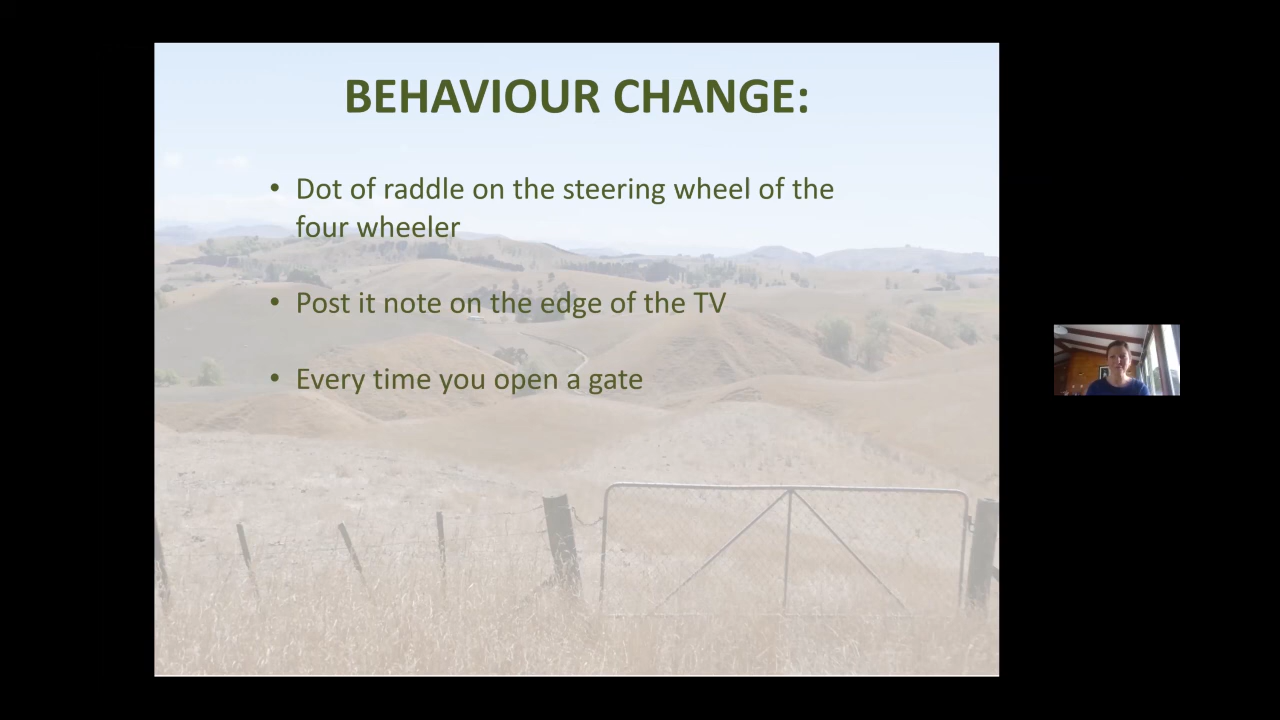 BEHAVIOUR CHANGE:
• Dot of raddle on the steering wheel of the
four wheeler
• Post it note on the edge of the TV
• Every time you open a gate